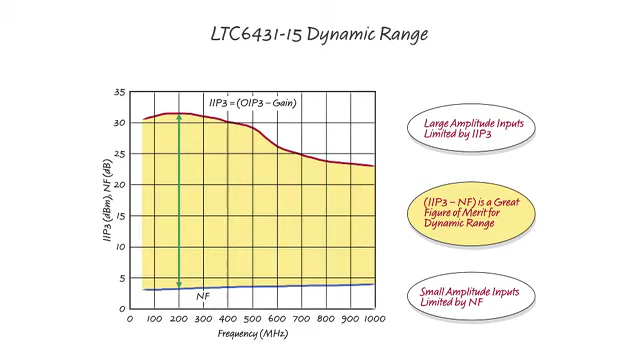 LTC6431-15 Dynamic Range
IIP3 (dBm), NF (dB)
35
30
25
20
15
10
5
0
IIP3 = (OIP3 – Gain)
NF
0 100 200 300 400 500 600 700 800 900 1000
Frequency (MHz)
Large Amplitude Inputs
Limited by IIP3
(IIP3 – NF) is a Great
Figure of Merit for
Dynamic Range
Small Amplitude Inputs
Limited by NF